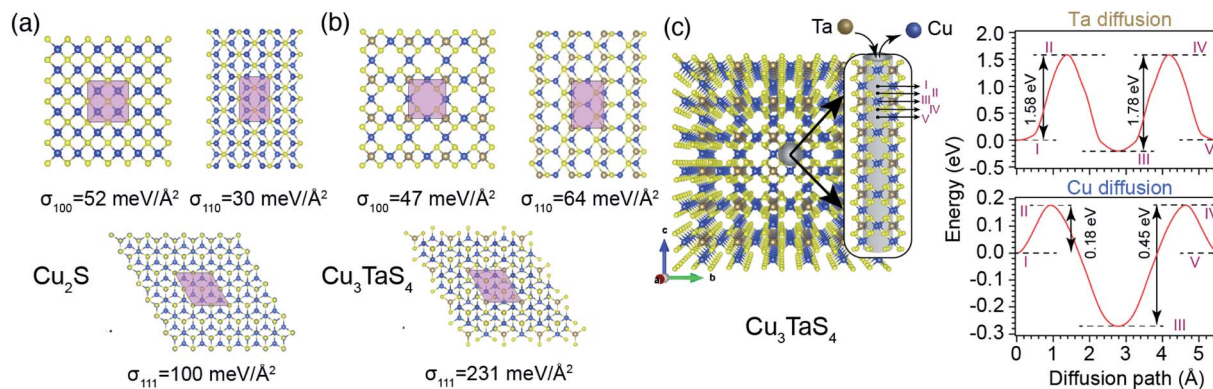 (a)
σ100=52 meV/Å²
σ110=30 meV/Å²
Cu2S
σ111=100 meV/Å²
(b)
σ100=47 meV/Å²
σ110=64 meV/Å²
Cu3TaS4
σ111=231 meV/Å²
(c)
Ta
Cu
I
II
III
IV
V
c
a
b
Cu3TaS4
Energy (eV)
Ta diffusion
2.0
1.5
1.0
0.5
0.0
-0.5
II
IV
1.58 eV
1.78 eV
I
III
V
Cu diffusion
0.2
0.1
0.0
-0.1
-0.2
-0.3
II
IV
0.18 eV
0.45 eV
I
V
III
0 1 2 3 4 5
Diffusion path (Å)